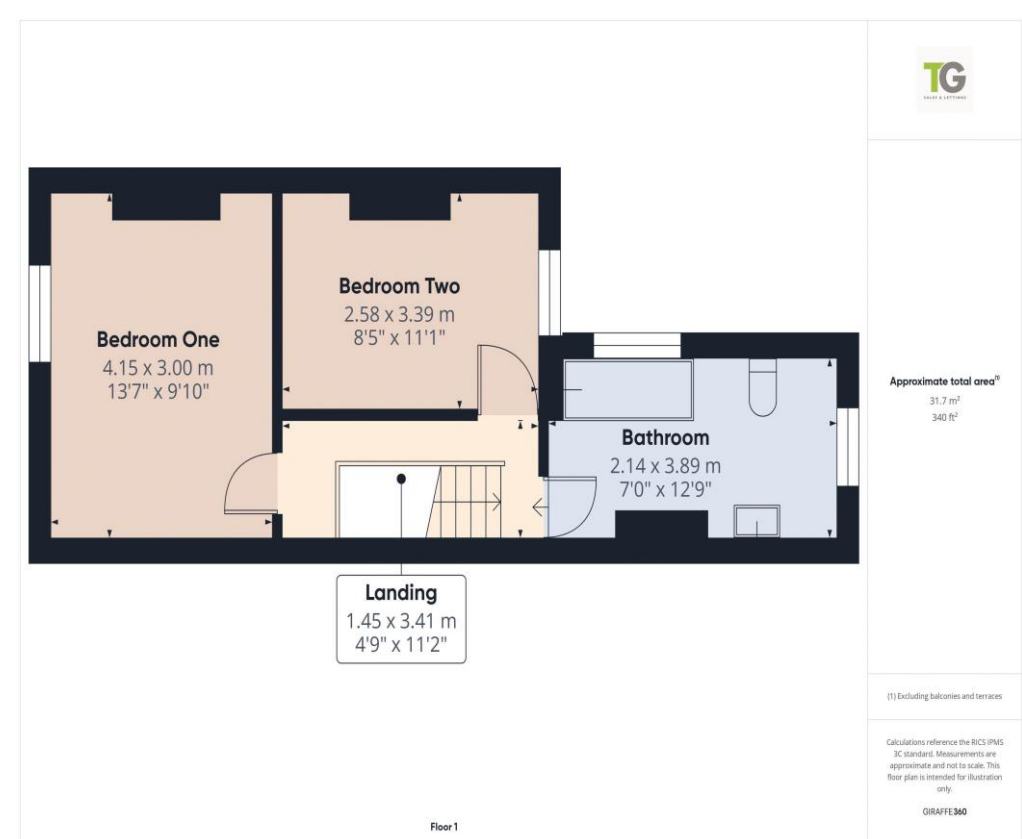 TG
SALES & LETTINGS
Bedroom One
4.15 x 3.00 m
13'7" x 9'10"
Bedroom Two
2.58 x 3.39 m
8'5" x 11'1"
Bathroom
2.14 x 3.89 m
7'0" x 12'9"
Landing
1.45 x 3.41 m
4'9" x 11'2"
Floor 1
Approximate total area⁽¹⁾
31.7 m²
340 ft²
(1) Excluding balconies and terraces
Calculations reference the RICS IPMS
3C standard. Measurements are
approximate and not to scale. This
floor plan is intended for illustration
only.
GIRAFFE360